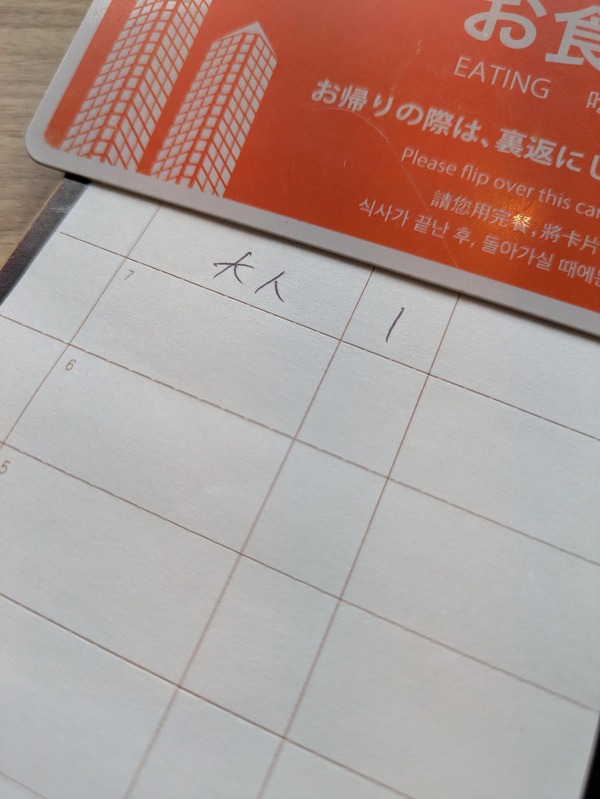 お食
EATING
お帰りの際は、裏返にし
Please flip over this car
請您用完餐，將卡片
식사가 끝난 후, 돌아가실 때에는
大人 1
7
6
5